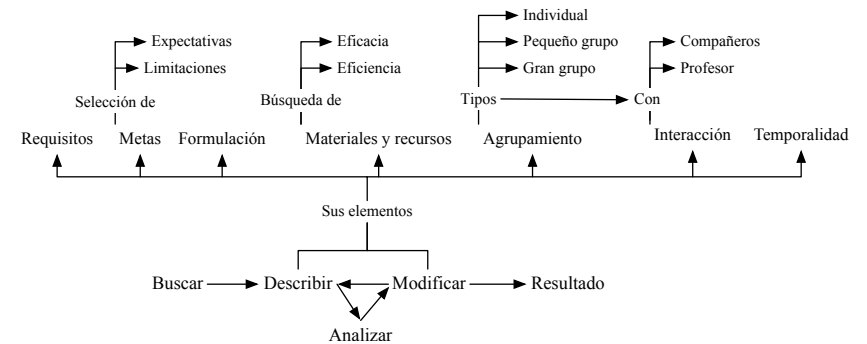 Individual
Expectativas
Eficacia
Pequeño grupo
Compañeros
Limitaciones
Eficiencia
Gran grupo
Profesor
Selección de
Búsqueda de
Tipos
Con
Requisitos
Metas
Formulación
Materiales y recursos
Agrupamiento
Interacción
Temporalidad
Sus elementos
Buscar
Describir
Modificar
Resultado
Analizar